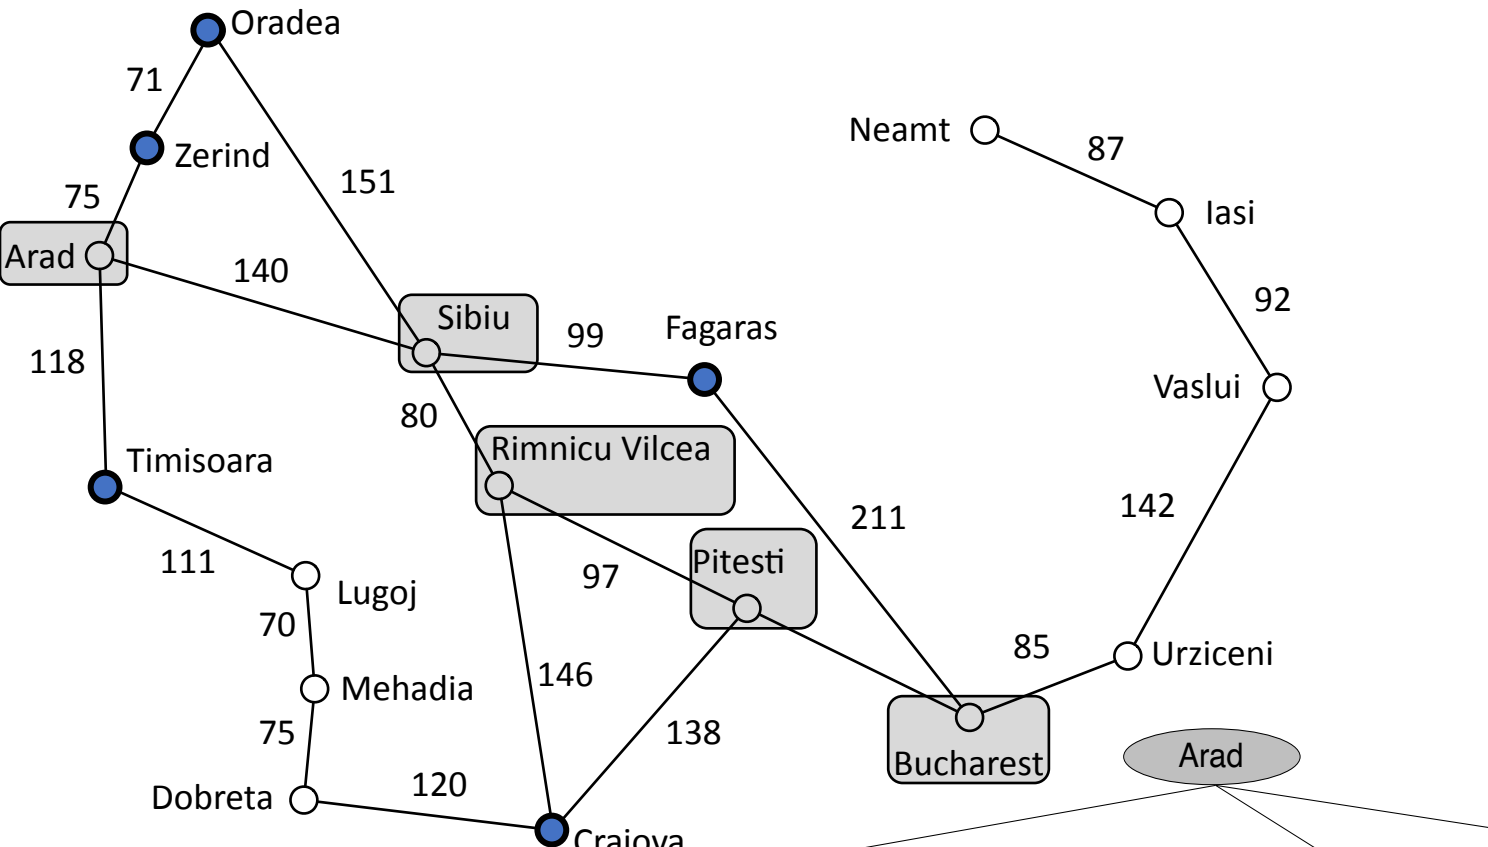 Oradea
71
Zerind
Neamt
87
151
75
Iasi
Arad
140
92
Sibiu
99
Fagaras
118
Vaslui
80
Rimnicu Vilcea
Timisoara
142
211
111
97
Pitesti
Lugoj
70
85
Urziceni
146
Mehadia
75
138
Bucharest
Arad
120
Dobreta
Craiova